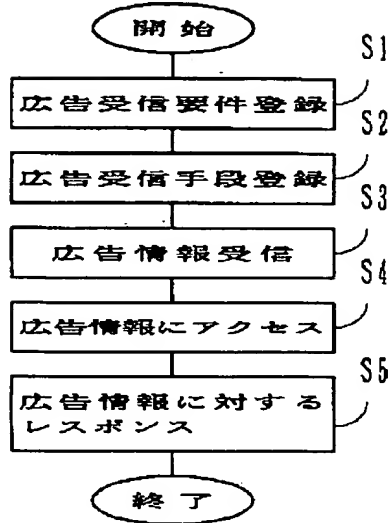 開始
S1
広告受信要件登録
S2
広告受信手段登録
S3
広告情報受信
S4
広告情報にアクセス
S5
広告情報に対する
レスポンス
終了